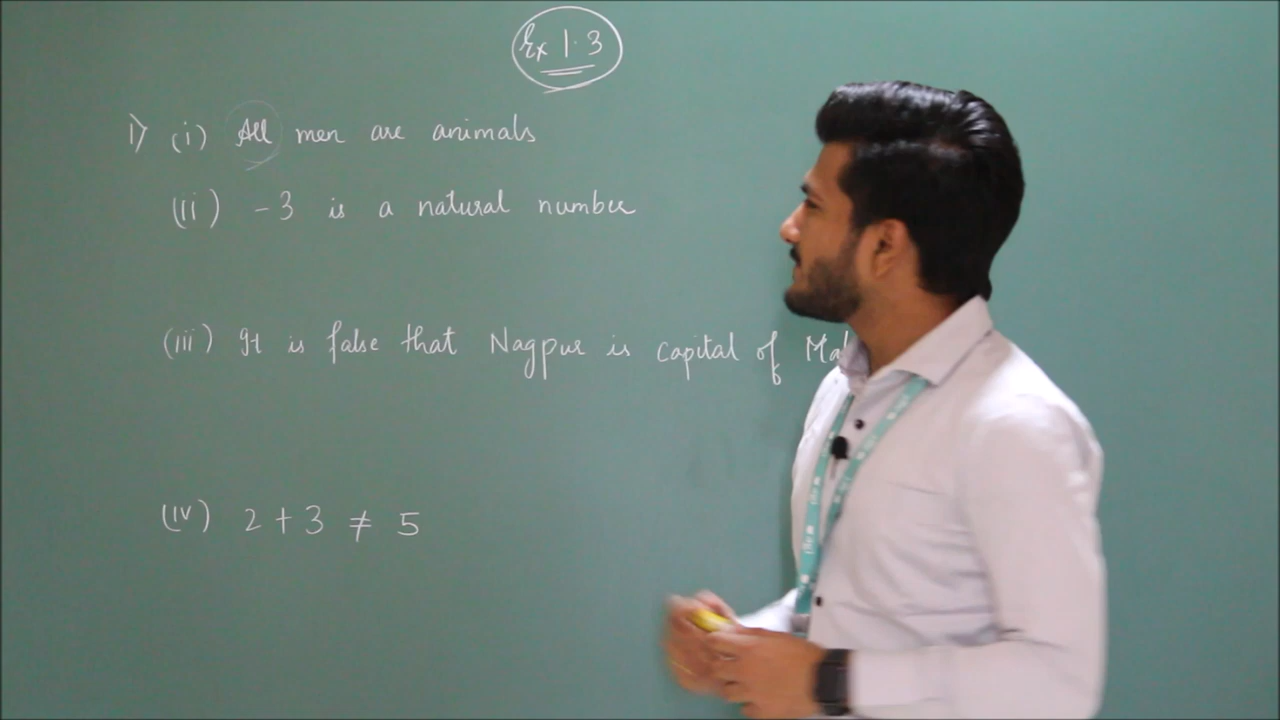 Ex 1.3
1) (i) All men are animals
(ii) -3 is a natural number
(iii) It is false that Nagpur is capital of
(iv) 2 + 3 ≠ 5